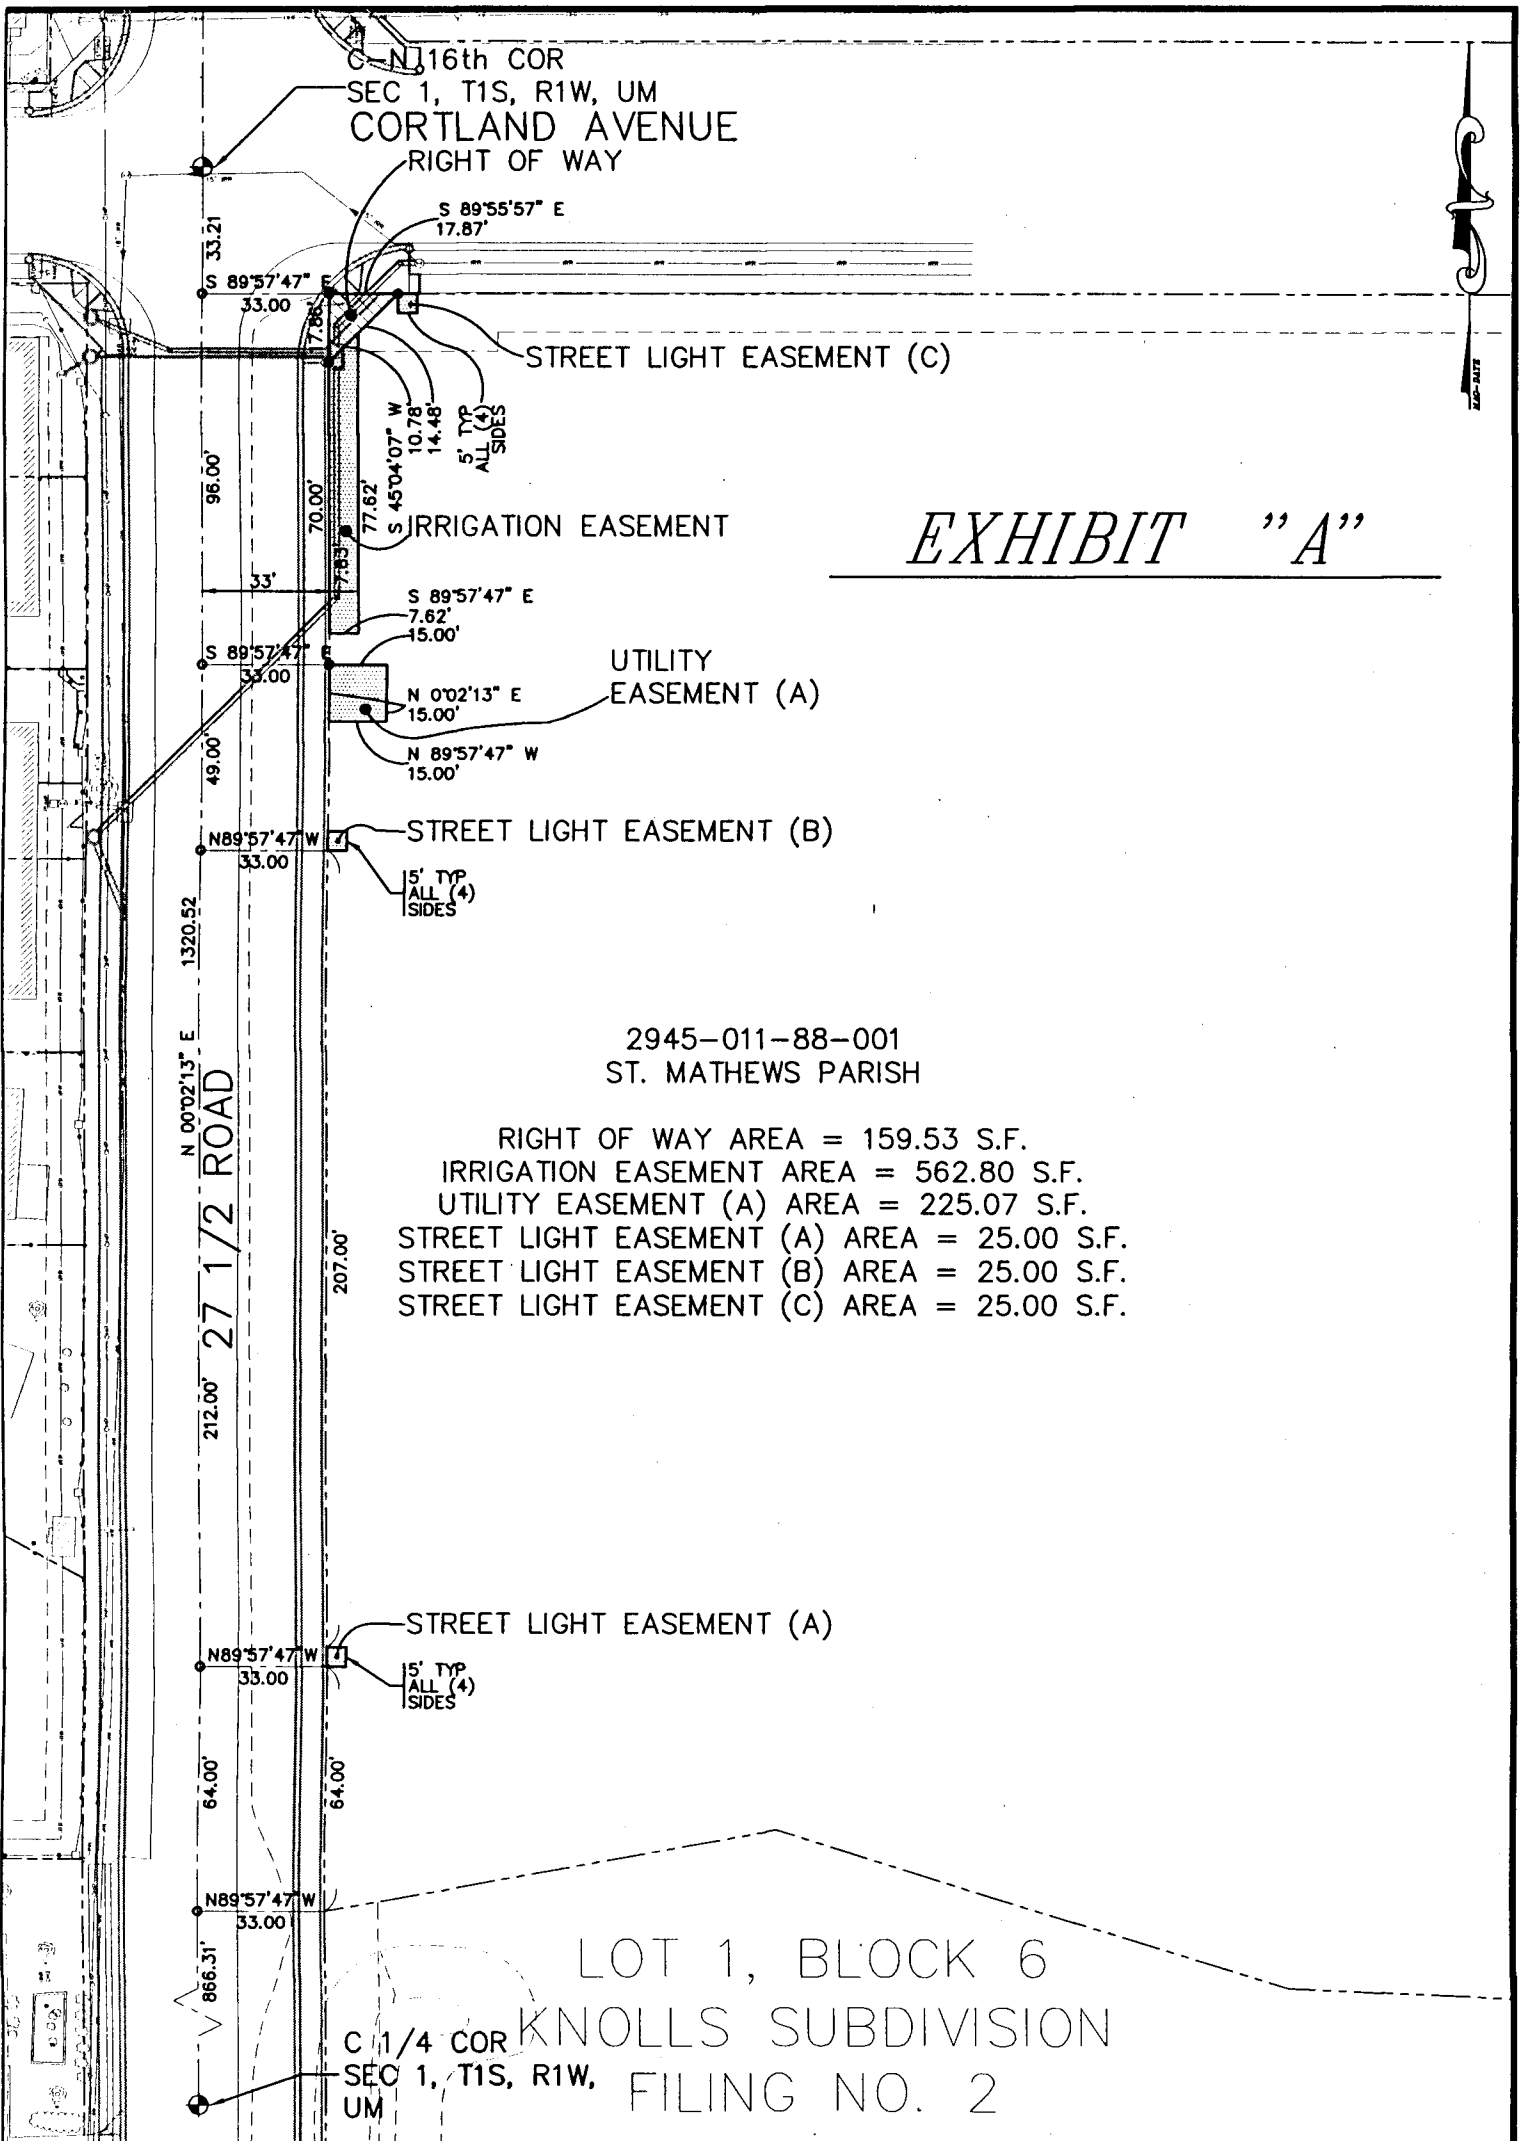 C-N 16th COR
SEC 1, T1S, R1W, UM
CORTLAND AVENUE
RIGHT OF WAY
S 89°55'57" E
17.87'
33.21
S 89°57'47" E
33.00
STREET LIGHT EASEMENT (C)
S 45°04'07" W
10.78'
14.48'
5' TYP
ALL (4)
SIDES
96.00'
70.00'
77.62'
IRRIGATION EASEMENT
EXHIBIT "A"
33'
7.83'
S 89°57'47" E
7.62'
15.00'
S 89°57'47" E
33.00
UTILITY
EASEMENT (A)
N 0°02'13" E
15.00'
N 89°57'47" W
15.00'
49.00'
STREET LIGHT EASEMENT (B)
N89°57'47" W
33.00
5' TYP
ALL (4)
SIDES
N 00°02'13" E 1320.52
27 1/2 ROAD
2945-011-88-001
ST. MATHEWS PARISH
RIGHT OF WAY AREA = 159.53 S.F.
IRRIGATION EASEMENT AREA = 562.80 S.F.
UTILITY EASEMENT (A) AREA = 225.07 S.F.
STREET LIGHT EASEMENT (A) AREA = 25.00 S.F.
STREET LIGHT EASEMENT (B) AREA = 25.00 S.F.
STREET LIGHT EASEMENT (C) AREA = 25.00 S.F.
207.00'
212.00'
STREET LIGHT EASEMENT (A)
N89°57'47" W
33.00
5' TYP
ALL (4)
SIDES
64.00'
64.00'
N89°57'47" W
33.00
866.31'
LOT 1, BLOCK 6
KNOLLS SUBDIVISION
FILING NO. 2
C 1/4 COR
SEC 1, T1S, R1W,
UM